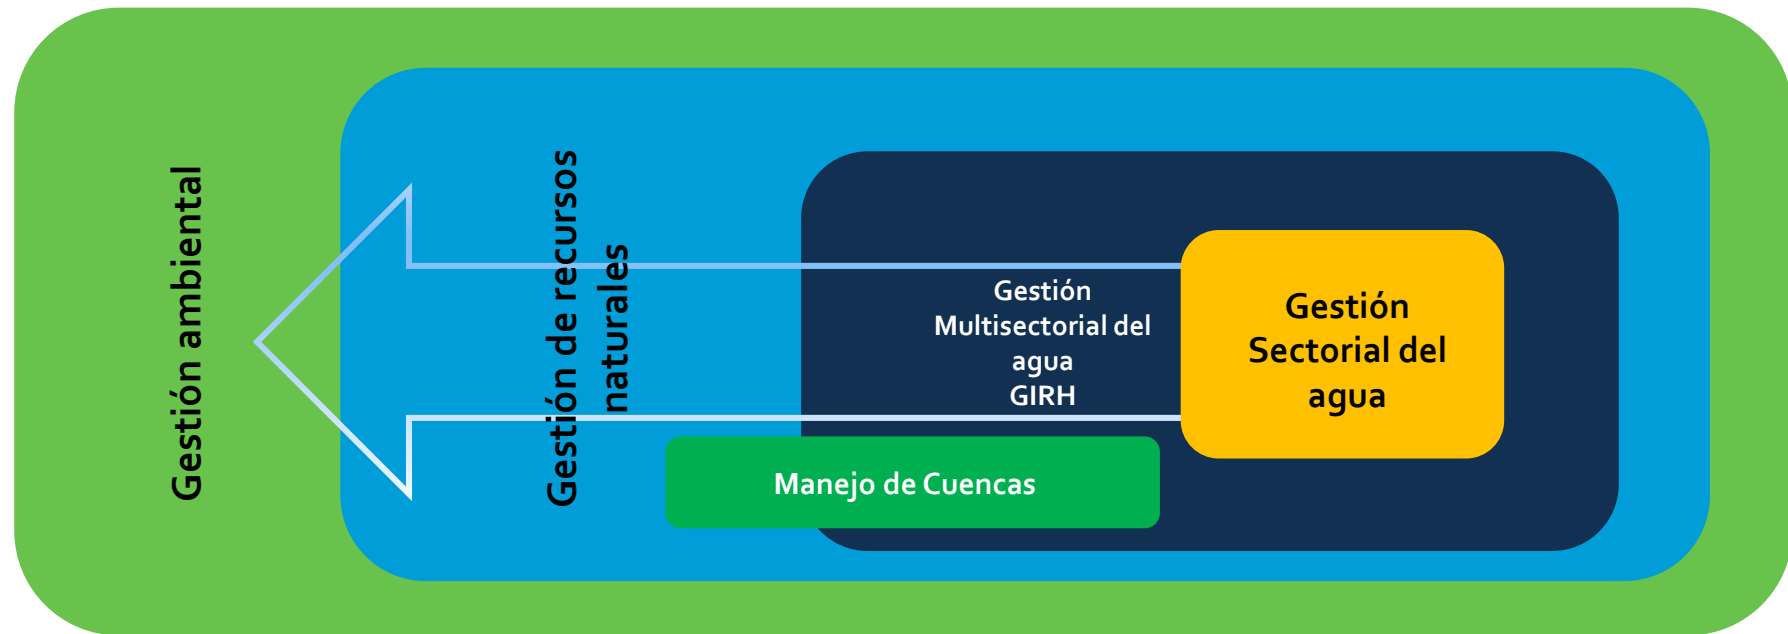 Gestión ambiental
Gestión de recursos
naturales
Gestión
Multisectorial del
agua
GIRH
Gestión
Sectorial del
agua
Manejo de Cuencas